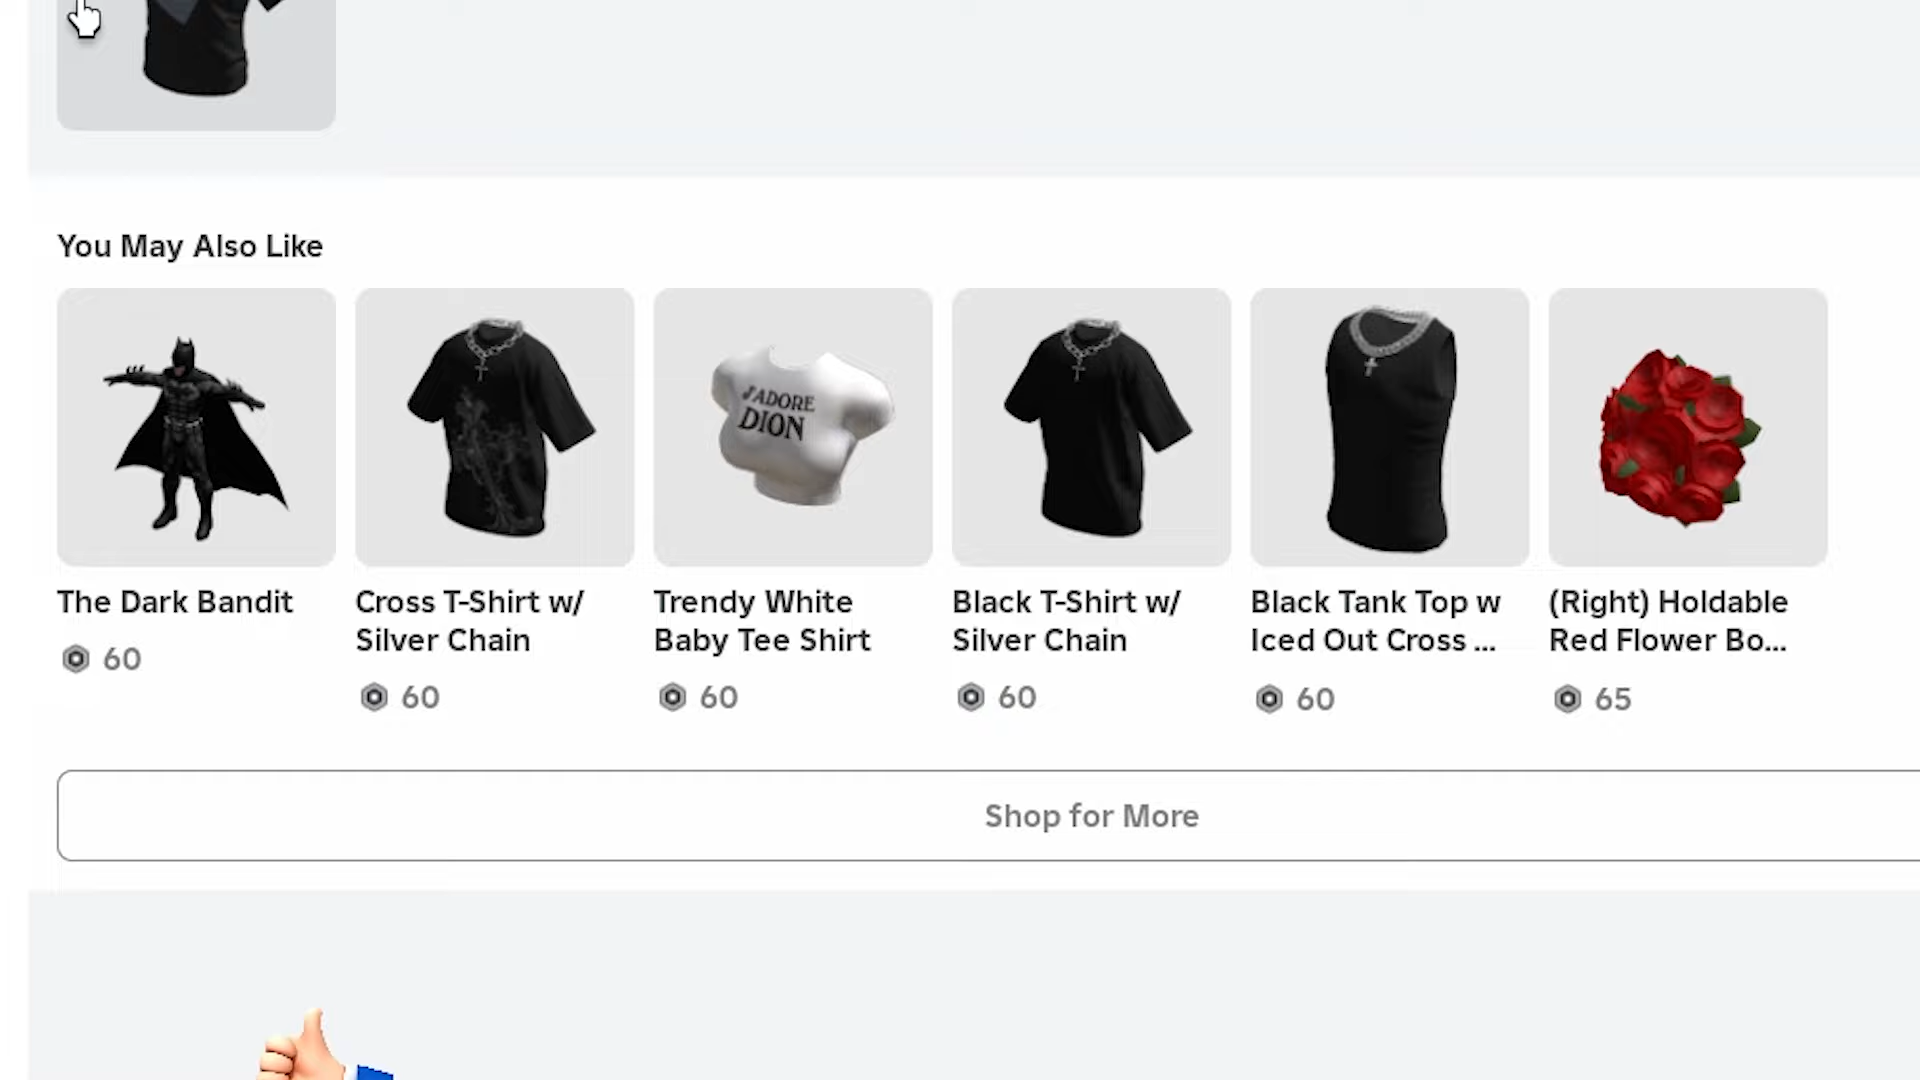 You May Also Like
J'ADORE
DION
The Dark Bandit
60
Cross T-Shirt w/
Silver Chain
60
Trendy White
Baby Tee Shirt
60
Black T-Shirt w/
Silver Chain
60
Black Tank Top w
Iced Out Cross ...
60
(Right) Holdable
Red Flower Bo...
65
Shop for More